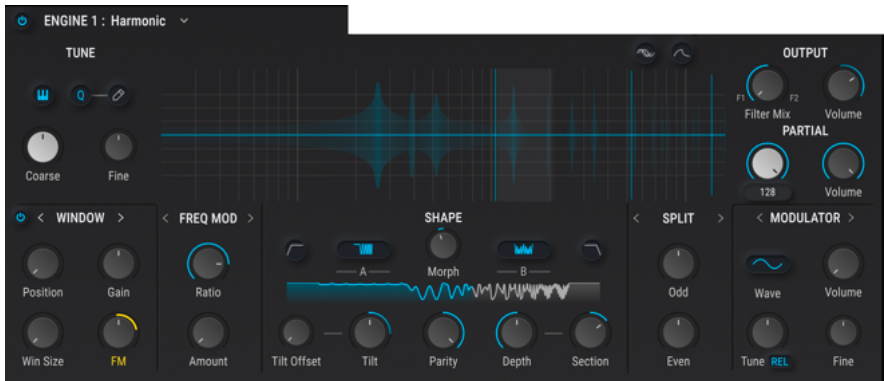 ENGINE 1 : Harmonic
TUNE
OUTPUT
Q
F1
F2
Filter Mix
Volume
PARTIAL
Coarse
Fine
128
Volume
< WINDOW >
< FREQ MOD >
SHAPE
< SPLIT >
< MODULATOR >
A
Morph
B
Position
Gain
Ratio
Odd
Wave
Volume
Win Size
FM
Amount
Tilt Offset
Tilt
Parity
Depth
Section
Even
Tune REL
Fine